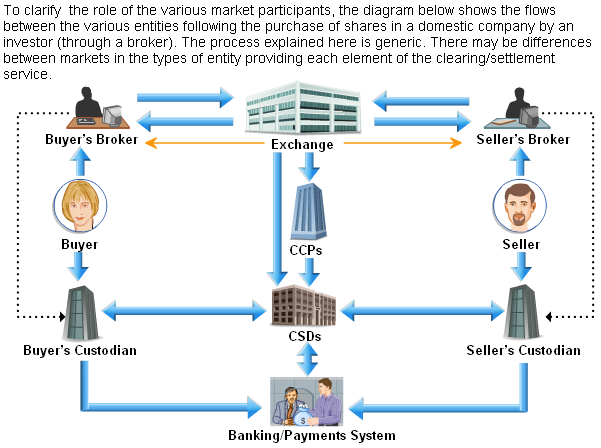 To clarify the role of the various market participants, the diagram below shows the flows
between the various entities following the purchase of shares in a domestic company by an
investor (through a broker). The process explained here is generic. There may be differences
between markets in the types of entity providing each element of the clearing/settlement
service.
Buyer's Broker
Exchange
Seller's Broker
Buyer
CCPs
Seller
Buyer's Custodian
CSDs
Seller's Custodian
$
Banking/Payments System